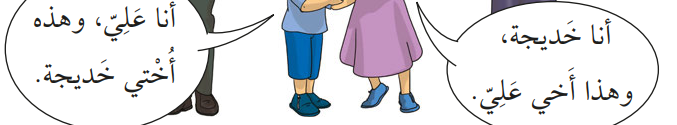 أنا خَديجة،
وهذا أَخي عَلِيّ.
أنا عَلِيّ، وهذه
أُخْتي خَديجة.